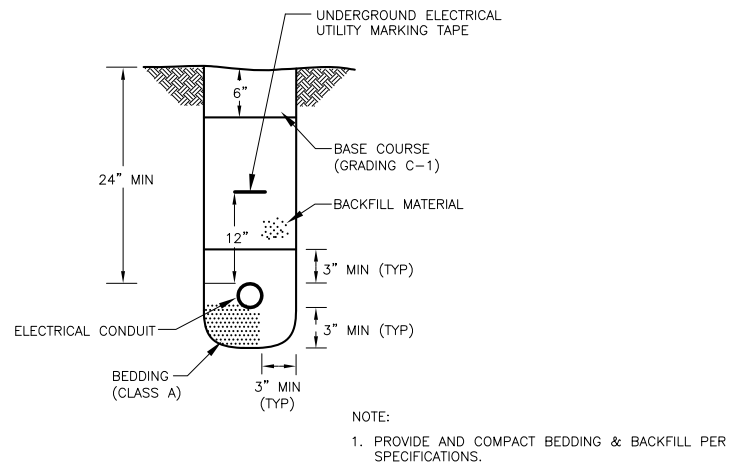 UNDERGROUND ELECTRICAL
UTILITY MARKING TAPE
6”
BASE COURSE
(GRADING C-1)
24” MIN
BACKFILL MATERIAL
12”
3” MIN (TYP)
ELECTRICAL CONDUIT
3” MIN (TYP)
BEDDING
(CLASS A)
3” MIN
(TYP)
NOTE:
1. PROVIDE AND COMPACT BEDDING & BACKFILL PER
SPECIFICATIONS.